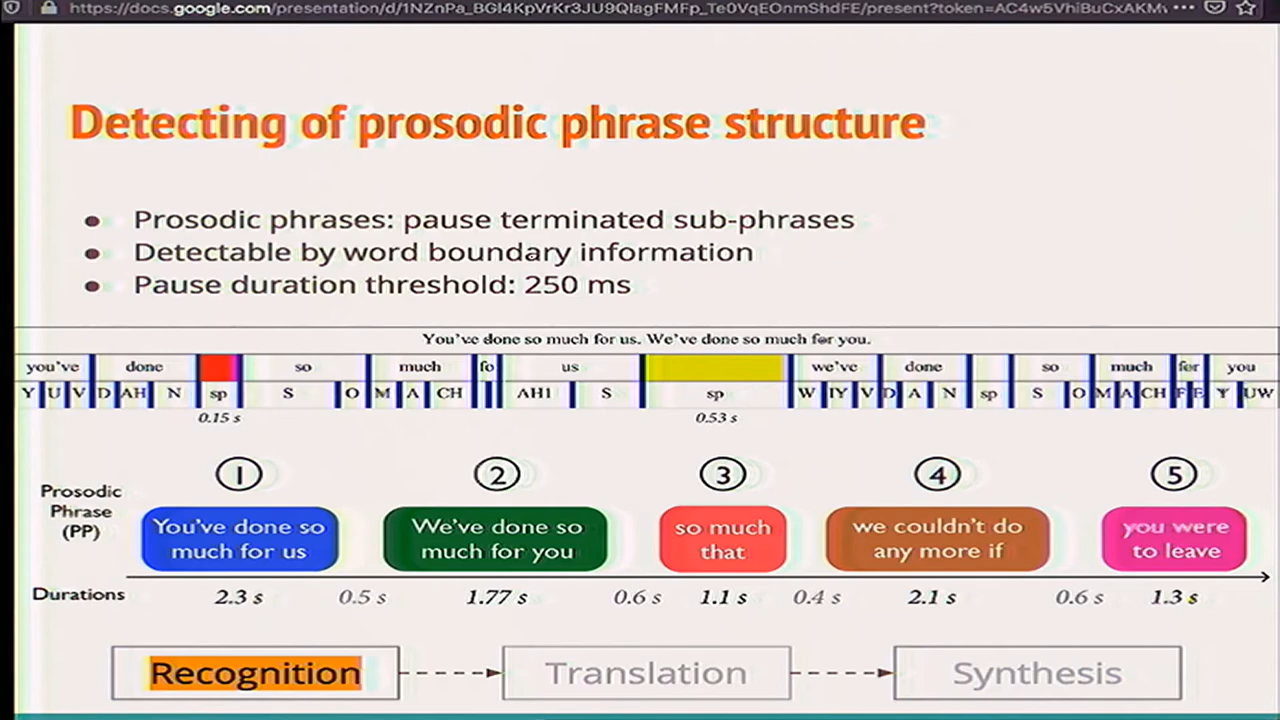 https://docs.google.com/presentation/d/1NZnPa_BGl4KpVrKr3JU9QlagFMFp_Te0VqEOnmShdFE/present?token=AC4w5VhiBuCxAKM
Detecting of prosodic phrase structure
● Prosodic phrases: pause terminated sub-phrases
● Detectable by word boundary information
● Pause duration threshold: 250 ms
You've done so much for us. We've done so much for you.
you've done so much fo us we've done so much for you
Y U V D AH N sp S O M A CH AH1 S sp W IY V D A N sp S O M A CH F E Y UW
0.15 s 0.53 s
1 2 3 4 5
Prosodic
Phrase
(PP)
You've done so
much for us
We've done so
much for you
so much
that
we couldn't do
any more if
you were
to leave
Durations 2.3 s 0.5 s 1.77 s 0.6 s 1.1 s 0.4 s 2.1 s 0.6 s 1.3 s
Recognition Translation Synthesis